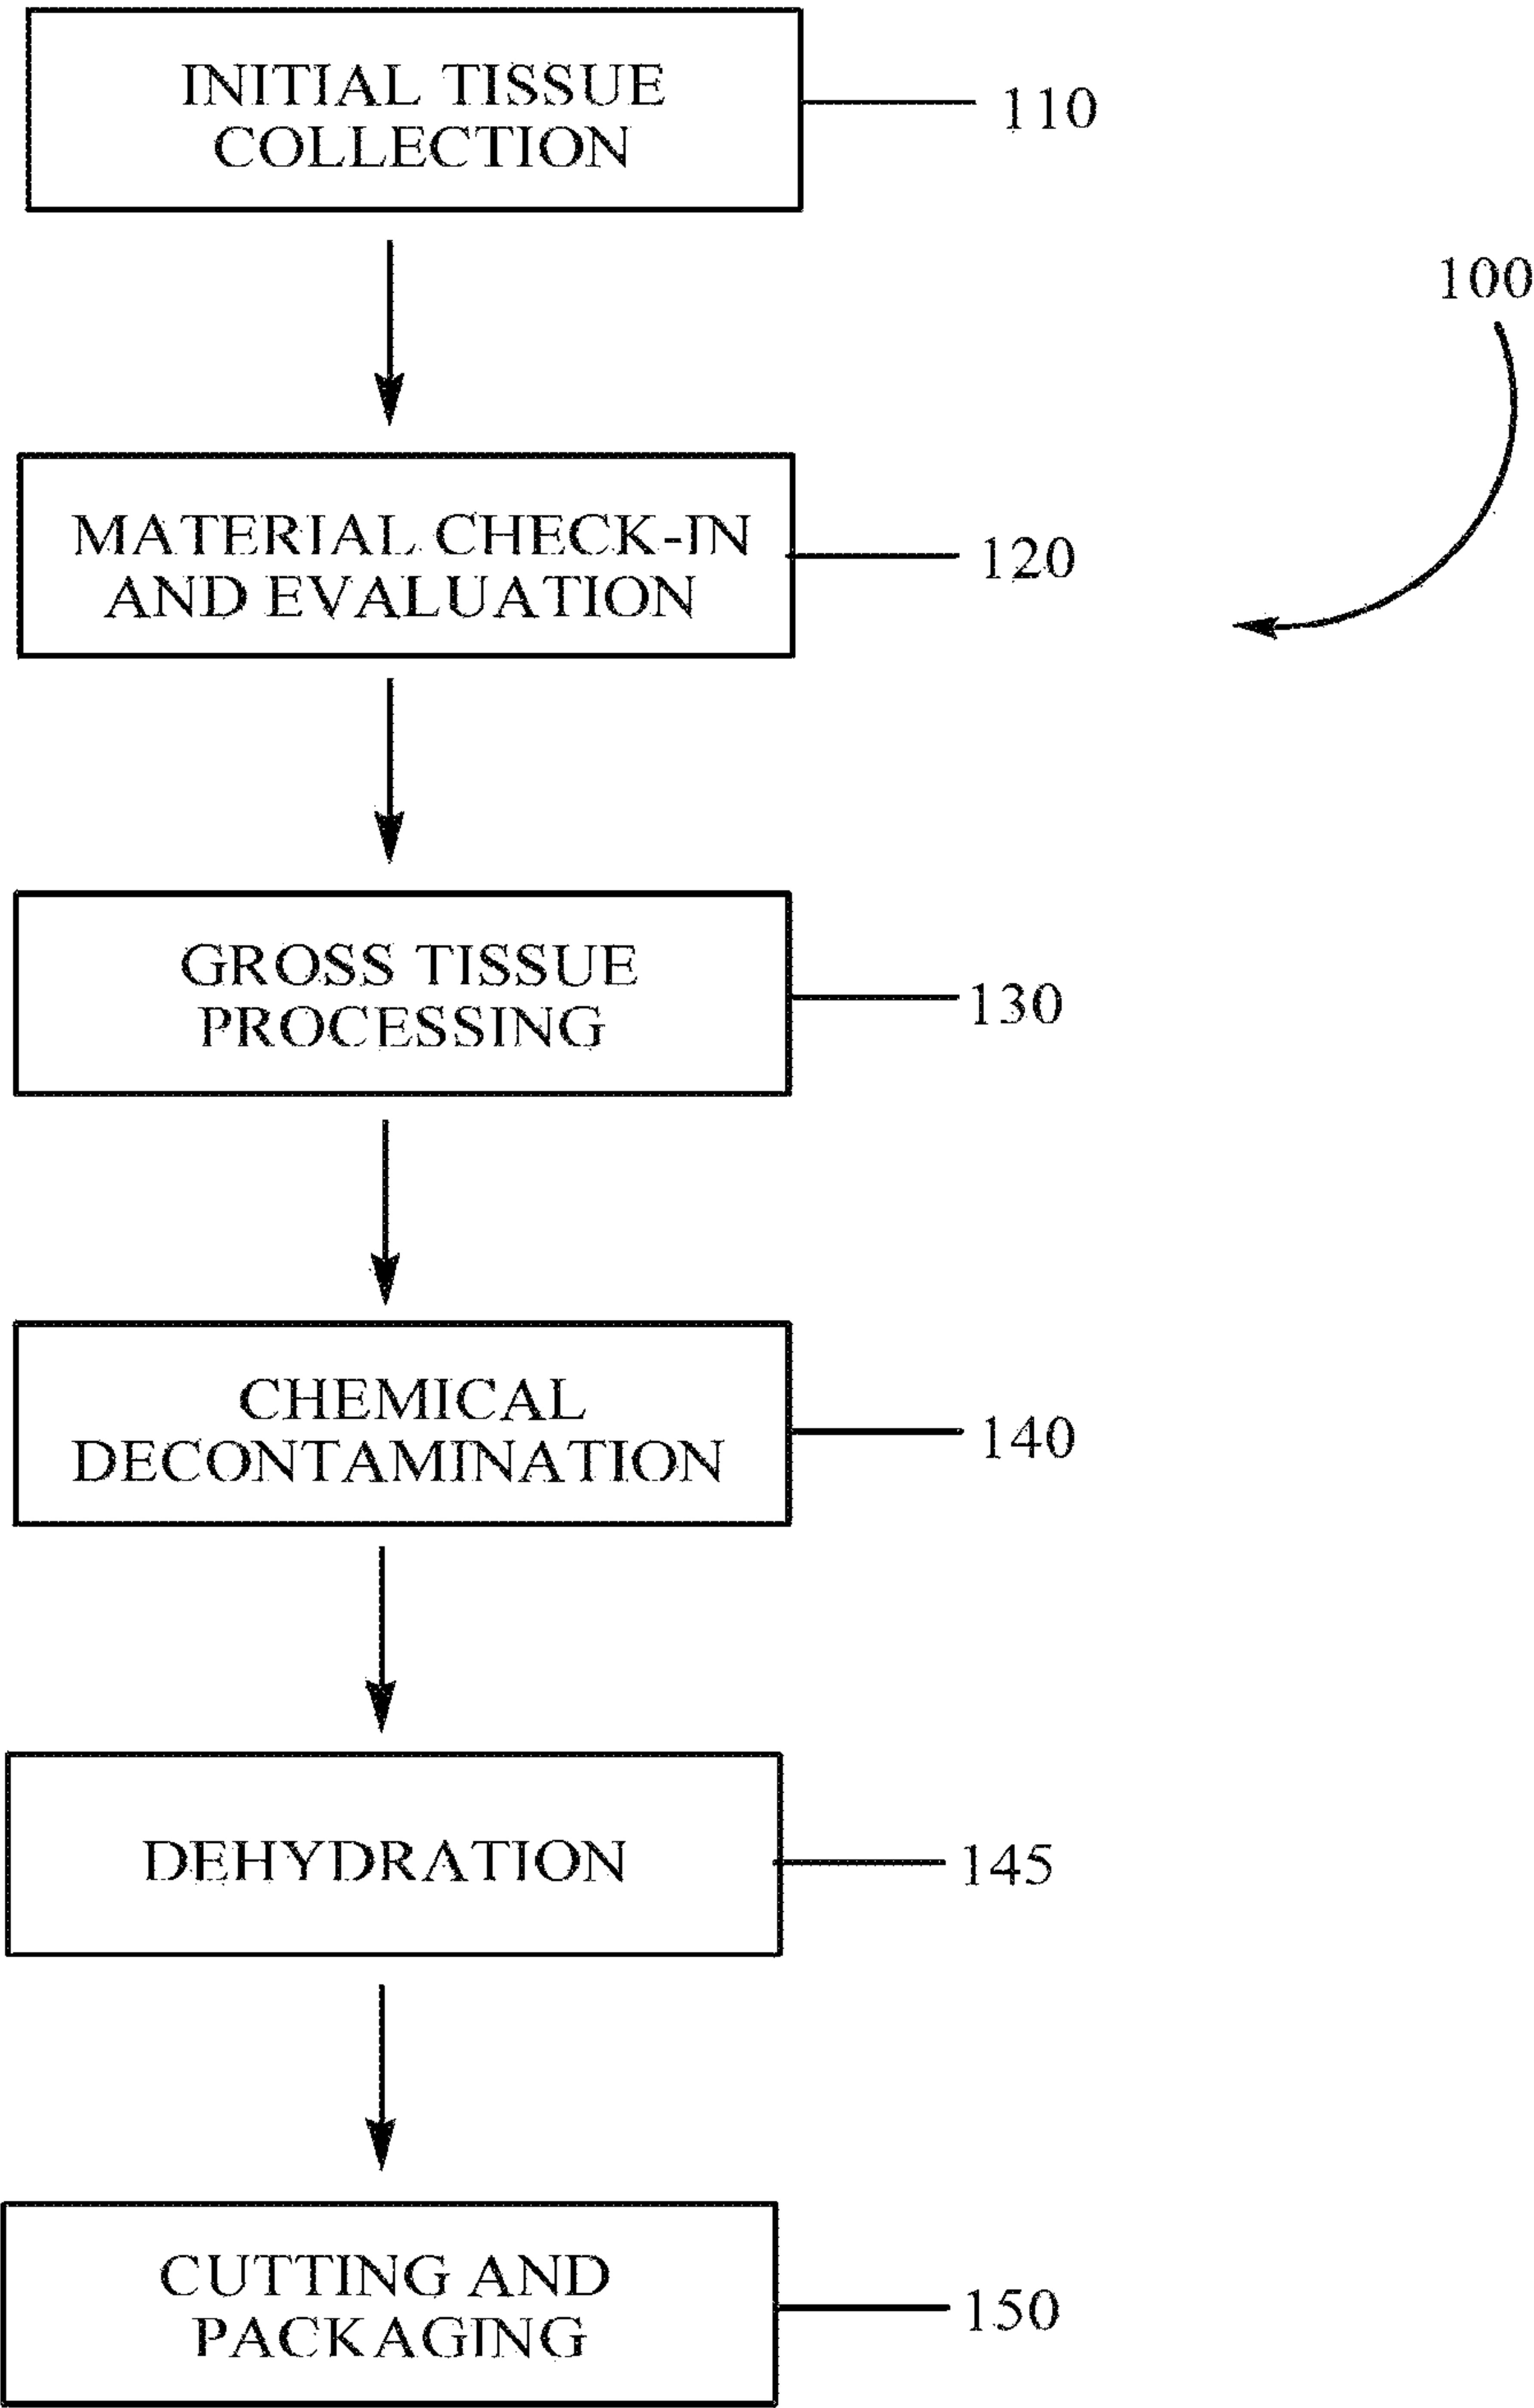 INITIAL TISSUE
COLLECTION
110
100
MATERIAL CHECK-IN
AND EVALUATION
120
GROSS TISSUE
PROCESSING
130
CHEMICAL
DECONTAMINATION
140
DEHYDRATION
145
CUTTING AND
PACKAGING
150